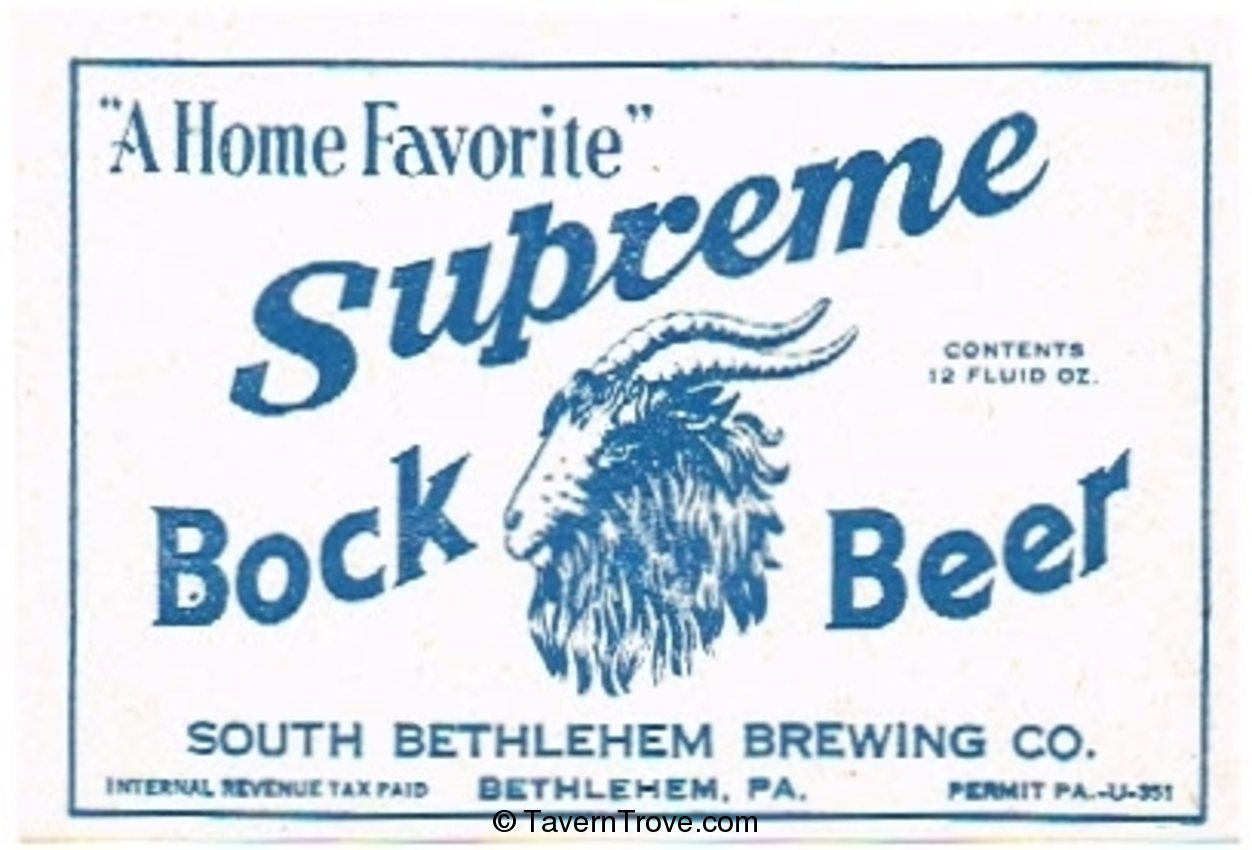 "A Home Favorite"
Supreme
CONTENTS
12 FLUID OZ.
Bock Beer
SOUTH BETHLEHEM BREWING CO.
INTERNAL REVENUE TAX PAID BETHLEHEM, PA. PERMIT PA.-U-351
© TavernTrove.com